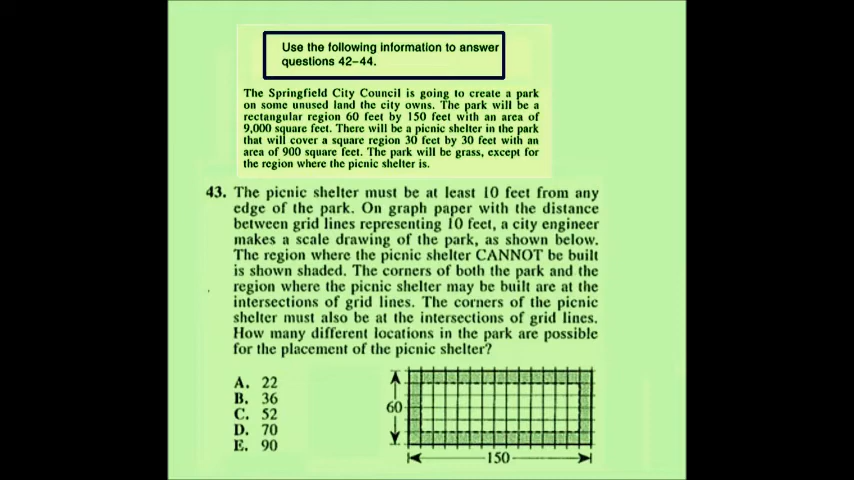 Use the following information to answer
questions 42–44.
The Springfield City Council is going to create a park
on some unused land the city owns. The park will be a
rectangular region 60 feet by 150 feet with an area of
9,000 square feet. There will be a picnic shelter in the park
that will cover a square region 30 feet by 30 feet with an
area of 900 square feet. The park will be grass, except for
the region where the picnic shelter is.
43. The picnic shelter must be at least 10 feet from any
edge of the park. On graph paper with the distance
between grid lines representing 10 feet, a city engineer
makes a scale drawing of the park, as shown below.
The region where the picnic shelter CANNOT be built
is shown shaded. The corners of both the park and the
region where the picnic shelter may be built are at the
intersections of grid lines. The corners of the picnic
shelter must also be at the intersections of grid lines.
How many different locations in the park are possible
for the placement of the picnic shelter?
A. 22
B. 36
C. 52
D. 70
E. 90
60
150